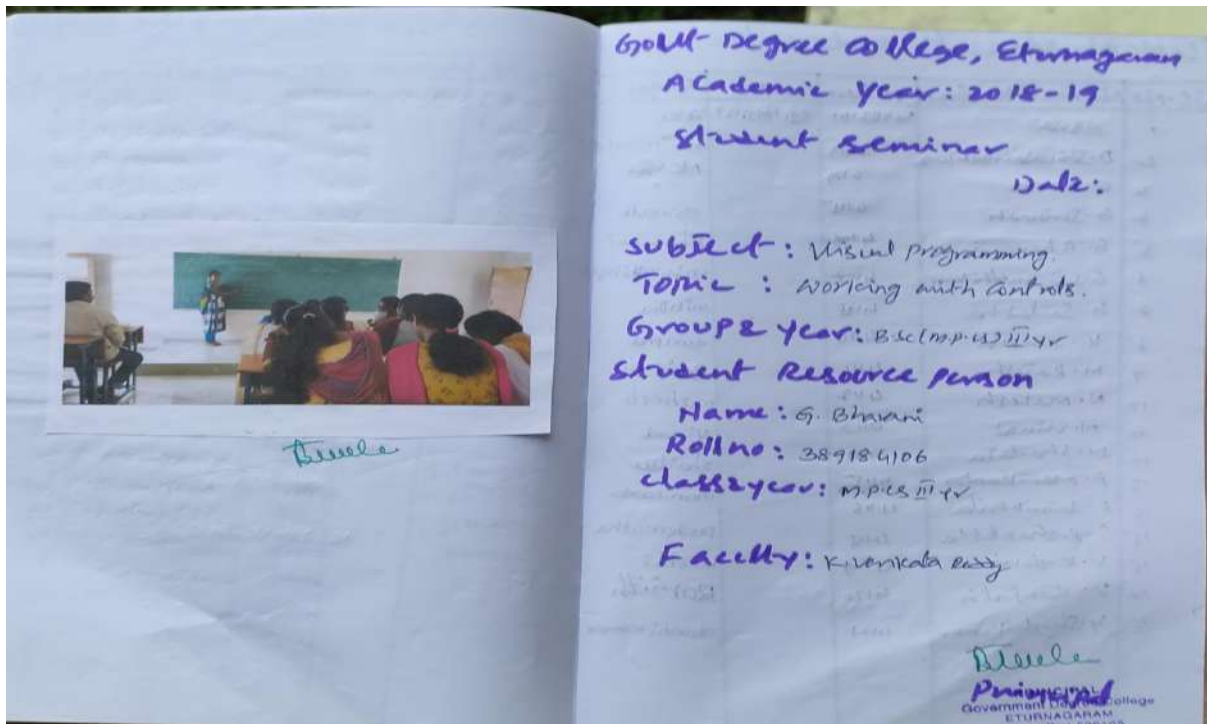 Govt Degree College, Eturnagaram
Academic Year: 2018-19
Student Seminar
Date:
Subject: Visual Programming.
Topic : Working with Controls.
Group & Year: B.Sc(M.P.CS) III yr
Student Resource Person
Name: G. Bhavani
Roll no: 389184106
Class & year: M.P.CS III yr
Faculty: K. Venkata Reddy
Principal
PRINCIPAL
Government Degree College
ETURNAGARAM